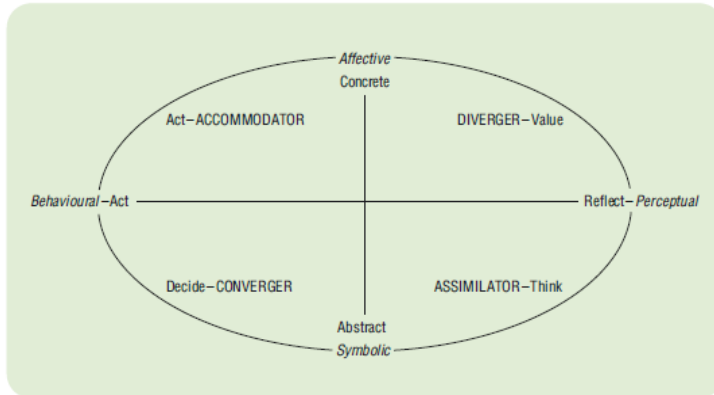 Affective
Concrete
Act–ACCOMMODATOR
DIVERGER–Value
Behavioural–Act
Reflect–Perceptual
Decide–CONVERGER
ASSIMILATOR–Think
Abstract
Symbolic